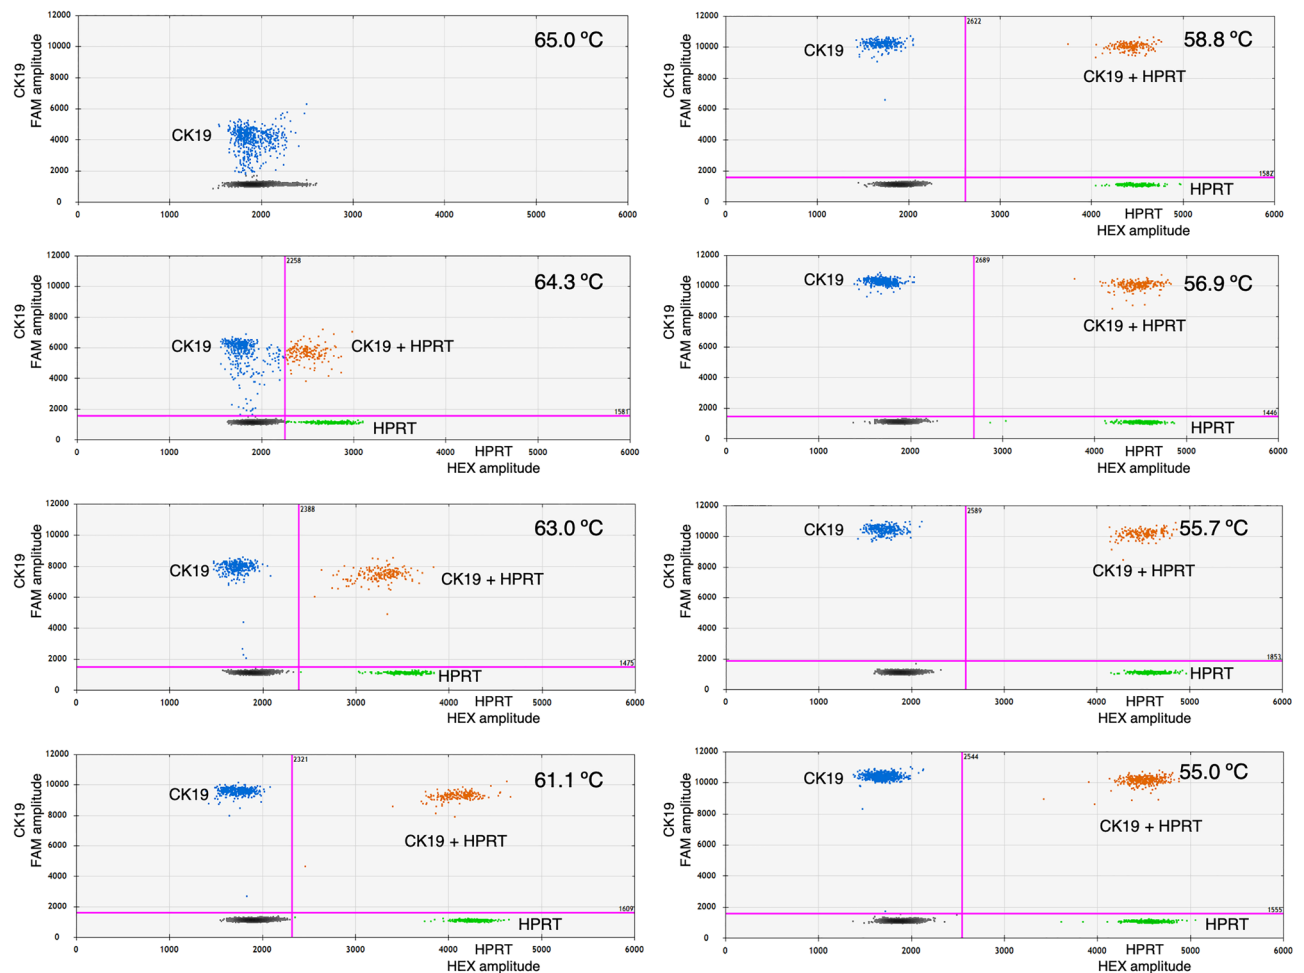 CK19
FAM amplitude
12000
10000
8000
6000
4000
2000
0
65.0 ºC
CK19
0 1000 2000 3000 4000 5000 6000
CK19
FAM amplitude
12000
10000
8000
6000
4000
2000
0
2622
58.8 ºC
CK19
CK19 + HPRT
1582
HPRT
0 1000 2000 3000 4000 5000 6000
HPRT
HEX amplitude
CK19
FAM amplitude
12000
10000
8000
6000
4000
2000
0
2258
64.3 ºC
CK19
CK19 + HPRT
1581
HPRT
0 1000 2000 3000 4000 5000 6000
HPRT
HEX amplitude
CK19
FAM amplitude
12000
10000
8000
6000
4000
2000
0
2689
56.9 ºC
CK19
CK19 + HPRT
1446
HPRT
0 1000 2000 3000 4000 5000 6000
HPRT
HEX amplitude
CK19
FAM amplitude
12000
10000
8000
6000
4000
2000
0
2388
63.0 ºC
CK19
CK19 + HPRT
1475
HPRT
0 1000 2000 3000 4000 5000 6000
HPRT
HEX amplitude
CK19
FAM amplitude
12000
10000
8000
6000
4000
2000
0
2589
55.7 ºC
CK19
CK19 + HPRT
1853
HPRT
0 1000 2000 3000 4000 5000 6000
HPRT
HEX amplitude
CK19
FAM amplitude
12000
10000
8000
6000
4000
2000
0
2321
61.1 ºC
CK19
CK19 + HPRT
1609
HPRT
0 1000 2000 3000 4000 5000 6000
HPRT
HEX amplitude
CK19
FAM amplitude
12000
10000
8000
6000
4000
2000
0
2544
55.0 ºC
CK19
CK19 + HPRT
1555
HPRT
0 1000 2000 3000 4000 5000 6000
HPRT
HEX amplitude